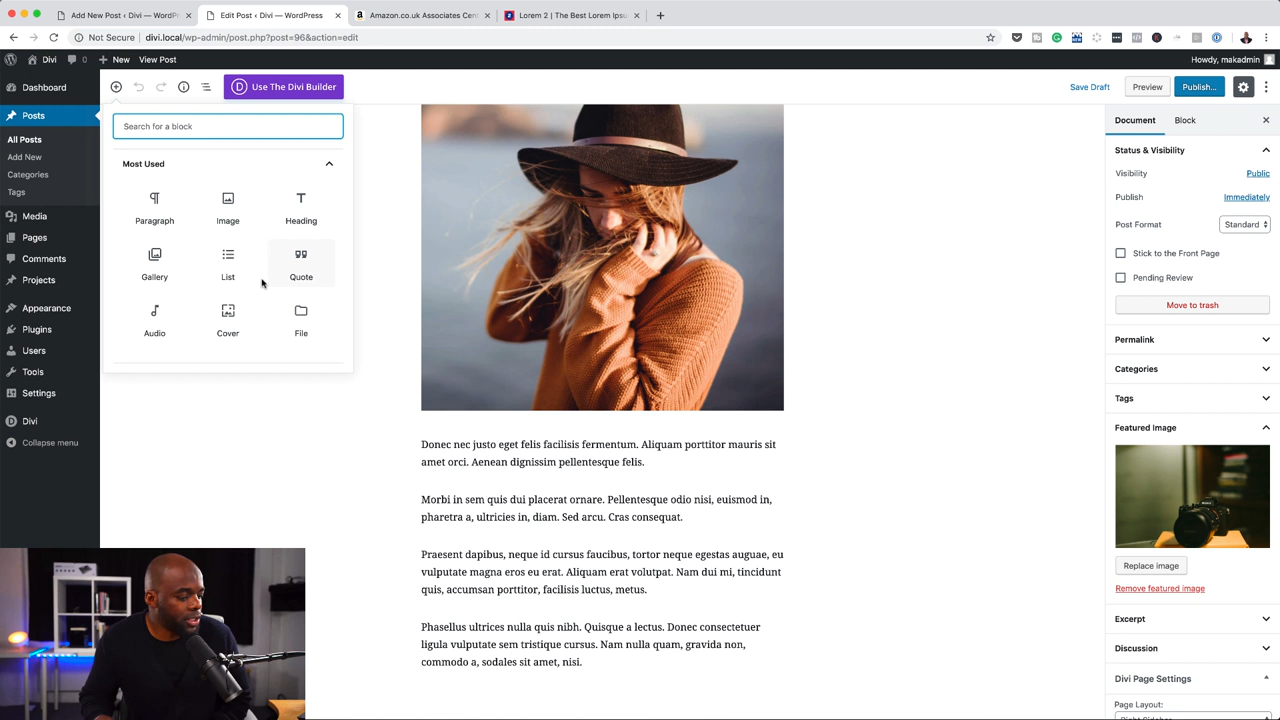 Add New Post ‹ Divi — WordPr
Edit Post ‹ Divi — WordPress
Amazon.co.uk Associates Cen
Lorem 2 | The Best Lorem Ipsu
Not Secure
divi.local/wp-admin/post.php?post=96&action=edit
Divi
0
New
View Post
Howdy, makadmin
Dashboard
Posts
All Posts
Add New
Categories
Tags
Media
Pages
Comments
Projects
Appearance
Plugins
Users
Tools
Settings
Divi
Collapse menu
D Use The Divi Builder
Save Draft
Preview
Publish...
Search for a block
Most Used
Paragraph
Image
Heading
Gallery
List
Quote
Audio
Cover
File
Donec nec justo eget felis facilisis fermentum. Aliquam porttitor mauris sit
amet orci. Aenean dignissim pellentesque felis.
Morbi in sem quis dui placerat ornare. Pellentesque odio nisi, euismod in,
pharetra a, ultricies in, diam. Sed arcu. Cras consequat.
Praesent dapibus, neque id cursus faucibus, tortor neque egestas auguae, eu
vulputate magna eros eu erat. Aliquam erat volutpat. Nam dui mi, tincidunt
quis, accumsan porttitor, facilisis luctus, metus.
Phasellus ultrices nulla quis nibh. Quisque a lectus. Donec consectetuer
ligula vulputate sem tristique cursus. Nam nulla quam, gravida non,
commodo a, sodales sit amet, nisi.
Document
Block
Status & Visibility
Visibility
Public
Publish
Immediately
Post Format
Standard
Stick to the Front Page
Pending Review
Move to trash
Permalink
Categories
Tags
Featured Image
Replace image
Remove featured image
Excerpt
Discussion
Divi Page Settings
Page Layout: